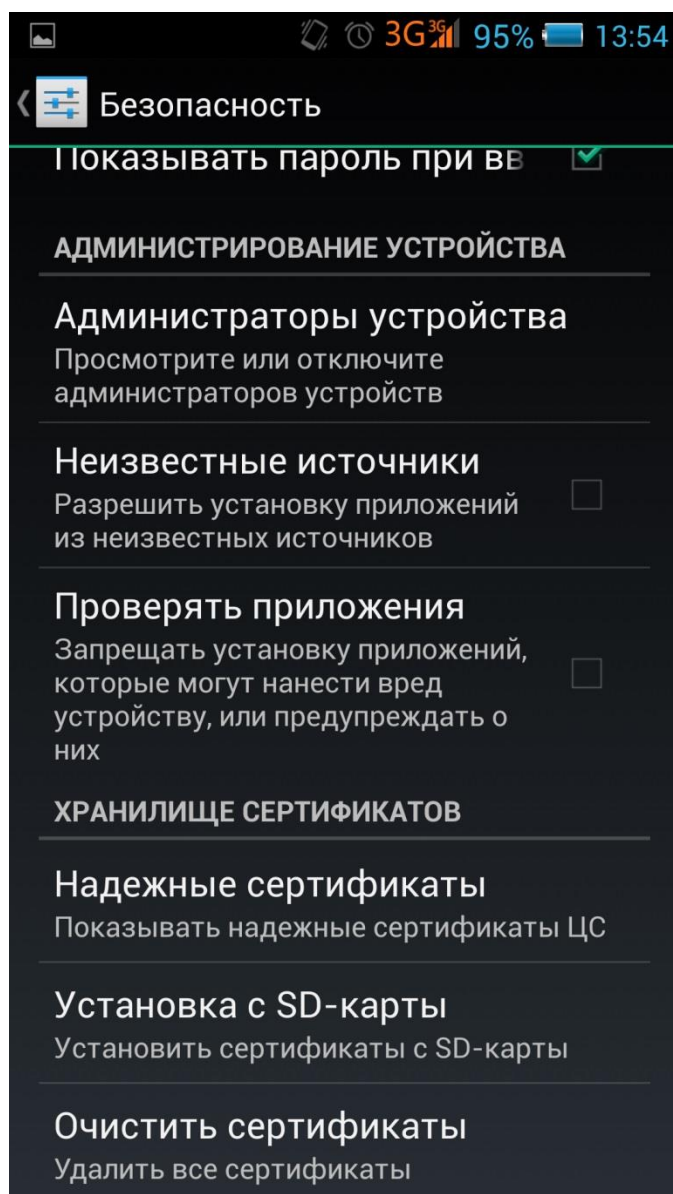 3G 3G 95% 13:54
Безопасность
Показывать пароль при вв
АДМИНИСТРИРОВАНИЕ УСТРОЙСТВА
Администраторы устройства
Просмотрите или отключите
администраторов устройств
Неизвестные источники
Разрешить установку приложений
из неизвестных источников
Проверять приложения
Запрещать установку приложений,
которые могут нанести вред
устройству, или предупреждать о
них
ХРАНИЛИЩЕ СЕРТИФИКАТОВ
Надежные сертификаты
Показывать надежные сертификаты ЦС
Установка с SD-карты
Установить сертификаты с SD-карты
Очистить сертификаты
Удалить все сертификаты